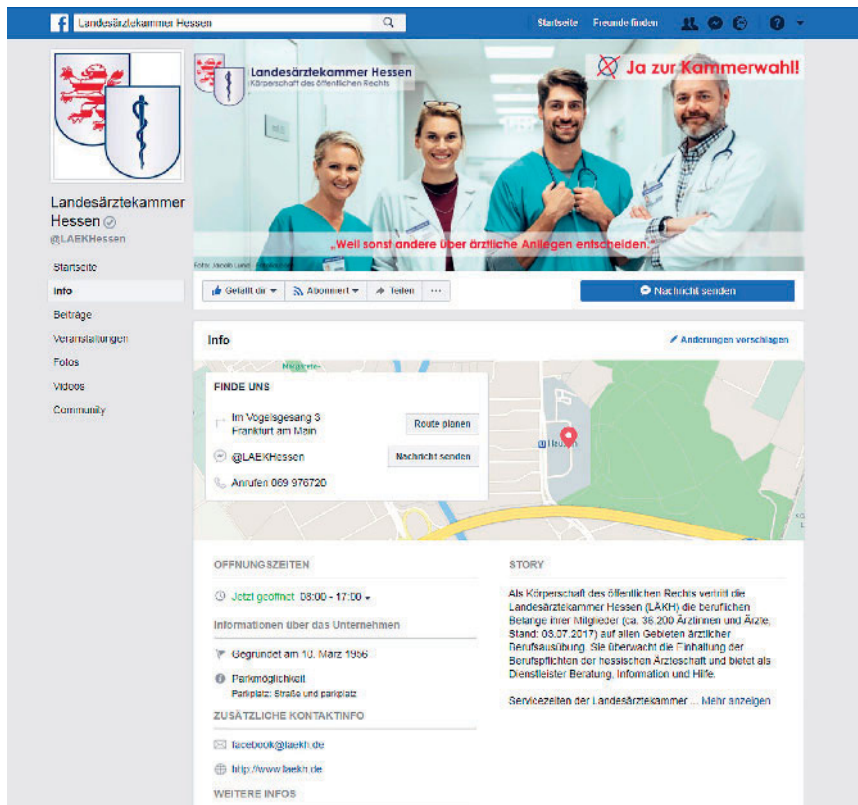 Landesärztekammer Hessen
Startseite Freunde finden
Landesärztekammer Hessen
Körperschaft des öffentlichen Rechts
Ja zur Kammerwahl!
„Weil sonst andere über ärztliche Anliegen entscheiden."
Landesärztekammer
Hessen
@LAEKHessen
Startseite
Info
Beiträge
Veranstaltungen
Fotos
Videos
Community
Gefällt dir
Abonniert
Teilen
Nachricht senden
Info
Änderungen vorschlagen
FINDE UNS
Im Vogelsgesang 3
Frankfurt am Main
Route planen
@LAEKHessen
Nachricht senden
Anrufen 069 976720
Hausen
ÖFFNUNGSZEITEN
Jetzt geöffnet 08:00 - 17:00
Informationen über das Unternehmen
Gegründet am 10. März 1956
Parkmöglichkeit
Parkplatz: Straße und parkplatz
ZUSÄTZLICHE KONTAKTINFO
facebook@laekh.de
http://www.laekh.de
WEITERE INFOS
STORY
Als Körperschaft des öffentlichen Rechts vertritt die
Landesärztekammer Hessen (LÄKH) die beruflichen
Belange ihrer Mitglieder (ca. 36.200 Ärztinnen und Ärzte,
Stand: 03.07.2017) auf allen Gebieten ärztlicher
Berufsausübung. Sie überwacht die Einhaltung der
Berufspflichten der hessischen Ärzteschaft und bietet als
Dienstleister Beratung, Information und Hilfe.
Servicezeiten der Landesärztekammer ... Mehr anzeigen